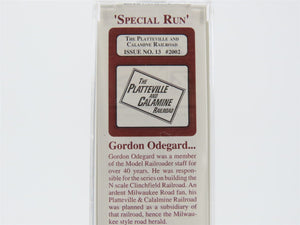 'SPECIAL RUN'
THE PLATTEVILLE AND
CALAMINE RAILROAD
ISSUE NO. 13 #2002
THE
PLATTEVILLE
AND
CALAMINE
RAILROAD
Gordon Odegard...
Gordon Odegard was a member
of the Model Railroader staff for
over 40 years. He was respon-
sible for the series on building the
N scale Clinchfield Railroad. An
ardent Milwaukee Road fan, his
Platteville & Calalmine Railroad
was planned as a subsidiary of
that railroad, hence the Milwau-
kee style road herald.